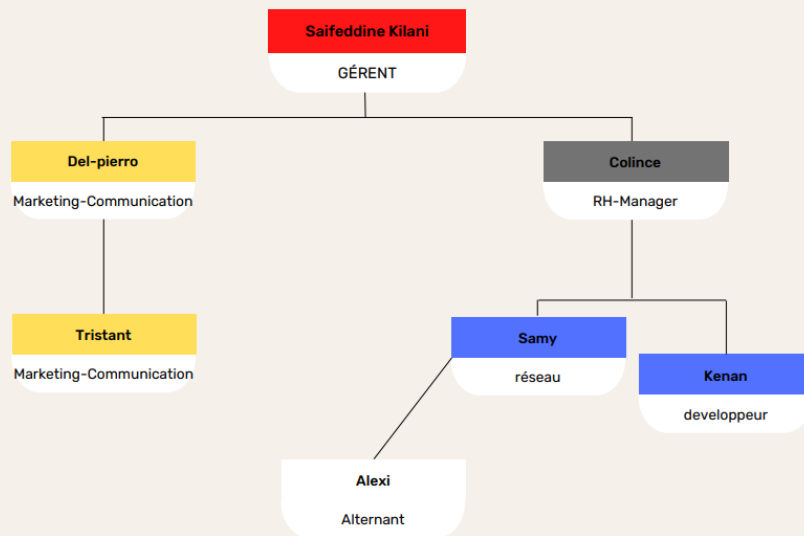 Saifeddine Kilani
GÉRENT
Del-pierro
Marketing-Communication
Colince
RH-Manager
Tristant
Marketing-Communication
Samy
réseau
Kenan
developpeur
Alexi
Alternant